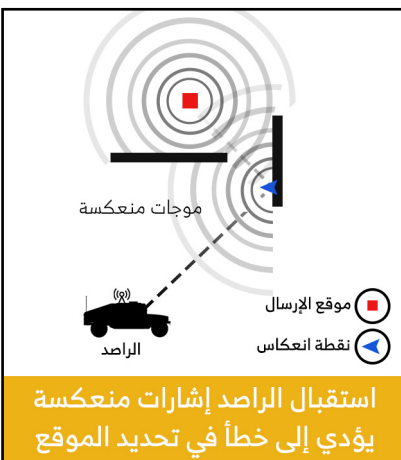 موجات منعكسة
موقع الإرسال
الراصد
نقطة انعكاس
استقبال الراصد إشارات منعكسة
يؤدي إلى خطأ في تحديد الموقع